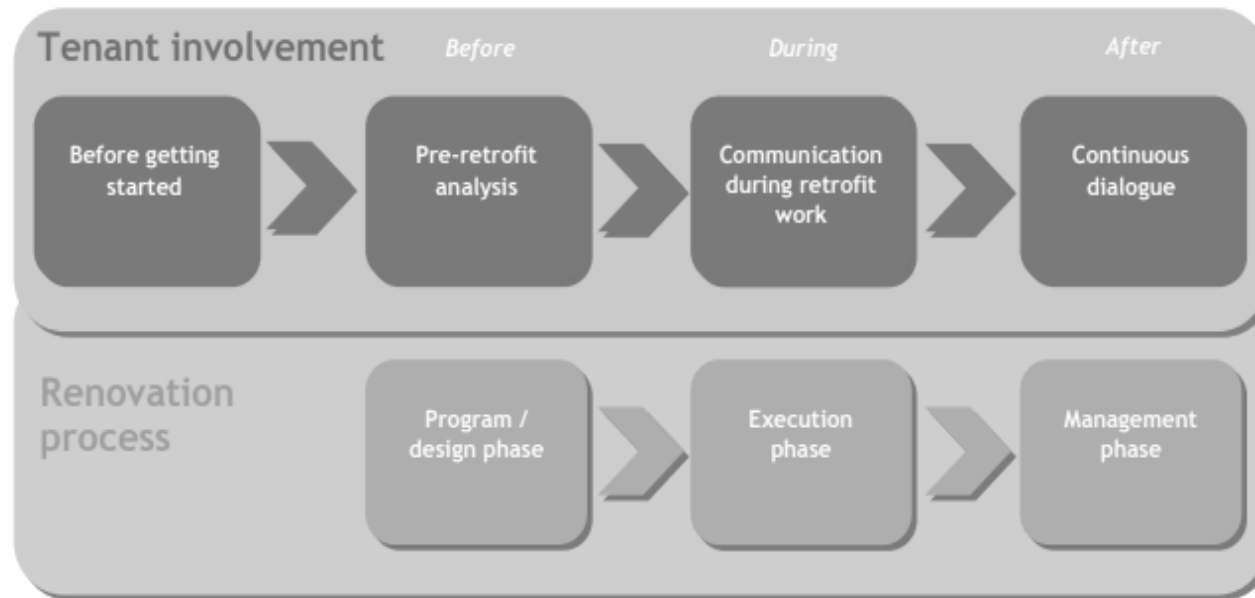 Tenant involvement
Before
During
After
Before getting
started
Pre-retrofit
analysis
Communication
during retrofit
work
Continuous
dialogue
Renovation
process
Program /
design phase
Execution
phase
Management
phase